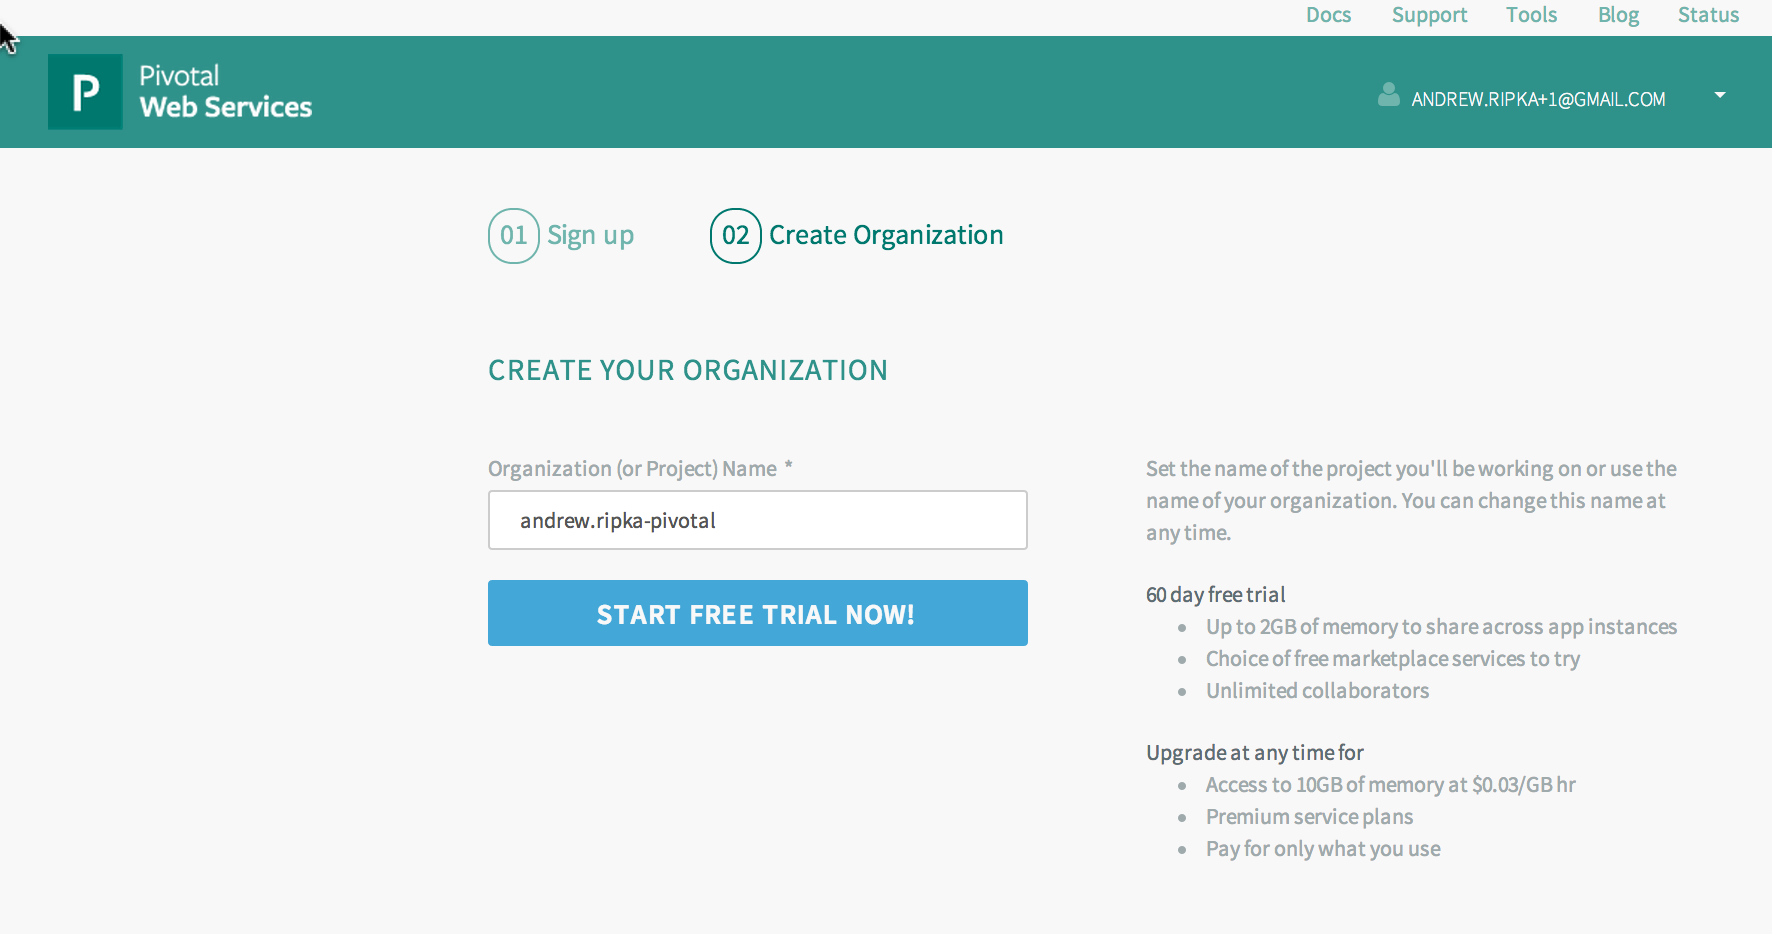 Docs Support Tools Blog Status
P
Pivotal
Web Services
ANDREW.RIPKA+1@GMAIL.COM
01 Sign up
02 Create Organization
CREATE YOUR ORGANIZATION
Organization (or Project) Name *
andrew.ripka-pivotal
START FREE TRIAL NOW!
Set the name of the project you'll be working on or use the
name of your organization. You can change this name at
any time.
60 day free trial
• Up to 2GB of memory to share across app instances
• Choice of free marketplace services to try
• Unlimited collaborators
Upgrade at any time for
• Access to 10GB of memory at $0.03/GB hr
• Premium service plans
• Pay for only what you use